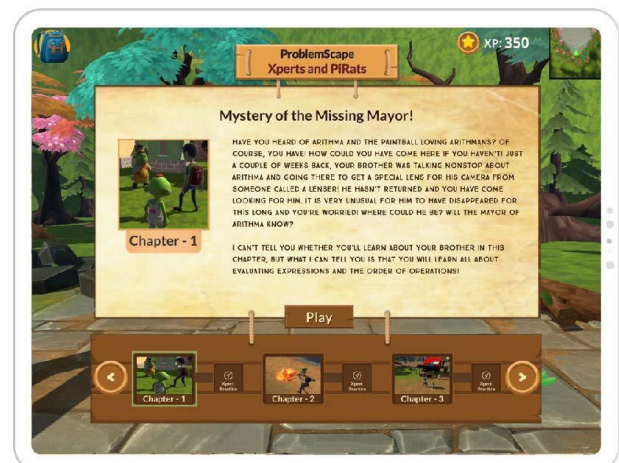 ProblemScape
Xperts and PiRats
XP: 350
Mystery of the Missing Mayor!
HAVE YOU HEARD OF ARITHMA AND THE PAINTBALL LOVING ARITHMANS? OF
COURSE, YOU HAVE! HOW COULD YOU HAVE COME HERE IF YOU HAVEN'T! JUST
A COUPLE OF WEEKS BACK, YOUR BROTHER WAS TALKING NONSTOP ABOUT
ARITHMA AND GOING THERE TO GET A SPECIAL LENS FOR HIS CAMERA FROM
SOMEONE CALLED A LENSER! HE HASN'T RETURNED AND YOU HAVE COME
LOOKING FOR HIM. IT IS VERY UNUSUAL FOR HIM TO HAVE DISAPPEARED FOR
THIS LONG AND YOU'RE WORRIED! WHERE COULD HE BE? WILL THE MAYOR OF
ARITHMA KNOW?
Chapter - 1
I CAN'T TELL YOU WHETHER YOU'LL LEARN ABOUT YOUR BROTHER IN THIS
CHAPTER, BUT WHAT I CAN TELL YOU IS THAT YOU WILL LEARN ALL ABOUT
EVALUATING EXPRESSIONS AND THE ORDER OF OPERATIONS!
Play
Chapter - 1
Xpert
Practice
Chapter - 2
Xpert
Practice
Chapter - 3
Xpert
Practice